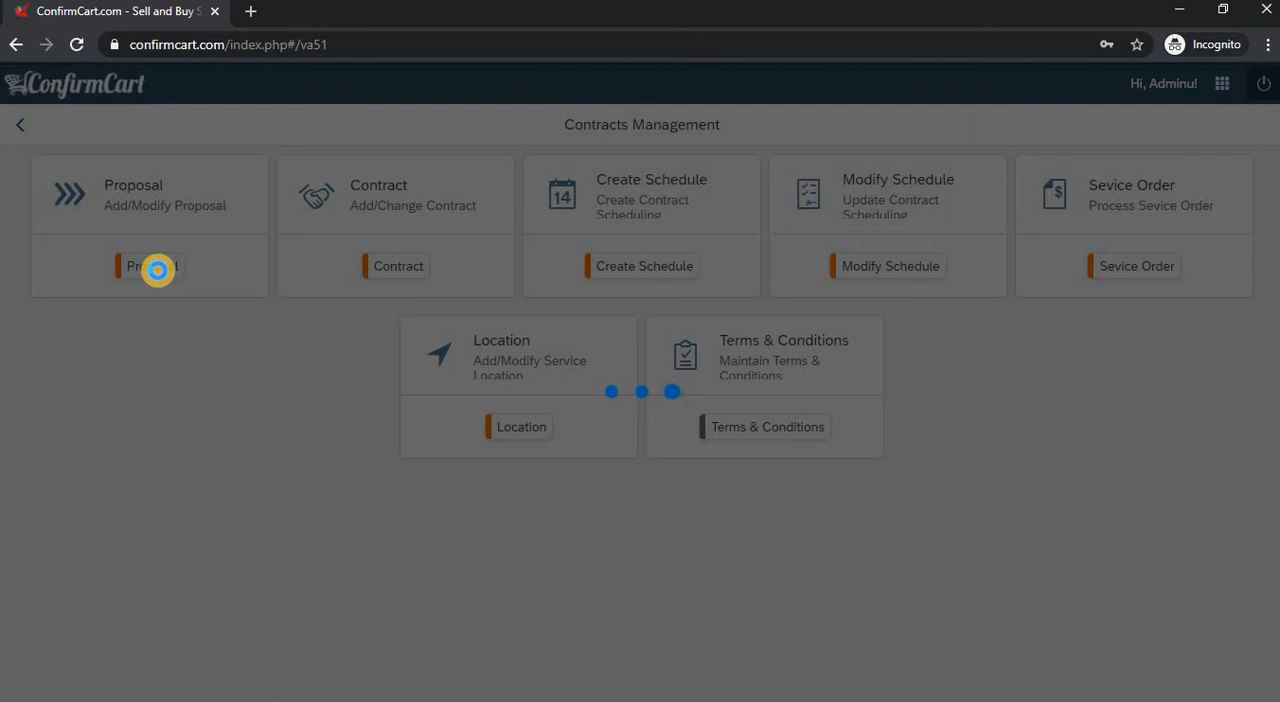 ConfirmCart.com - Sell and Buy S
confirmcart.com/index.php#/va51
Incognito
ConfirmCart
Hi, Adminu!
Contracts Management
Proposal
Add/Modify Proposal
Proposal
Contract
Add/Change Contract
Contract
Create Schedule
Create Contract
Scheduling
14
Create Schedule
Modify Schedule
Update Contract
Scheduling
Modify Schedule
Sevice Order
Process Sevice Order
$
Sevice Order
Location
Add/Modify Service
Location
Location
Terms & Conditions
Maintain Terms &
Conditions
Terms & Conditions